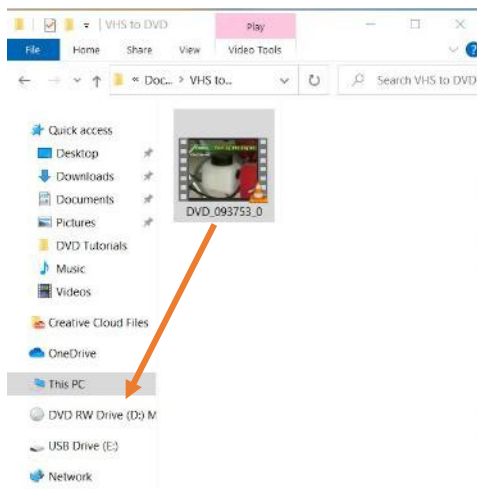 VHS to DVD
Play
File
Home
Share
View
Video Tools
« Doc... > VHS to..
Search VHS to DVD
Quick access
Desktop
Downloads
Documents
Pictures
DVD Tutorials
Music
Videos
Creative Cloud Files
OneDrive
This PC
DVD RW Drive (D:) M
USB Drive (E:)
Network
DVD_093753_0